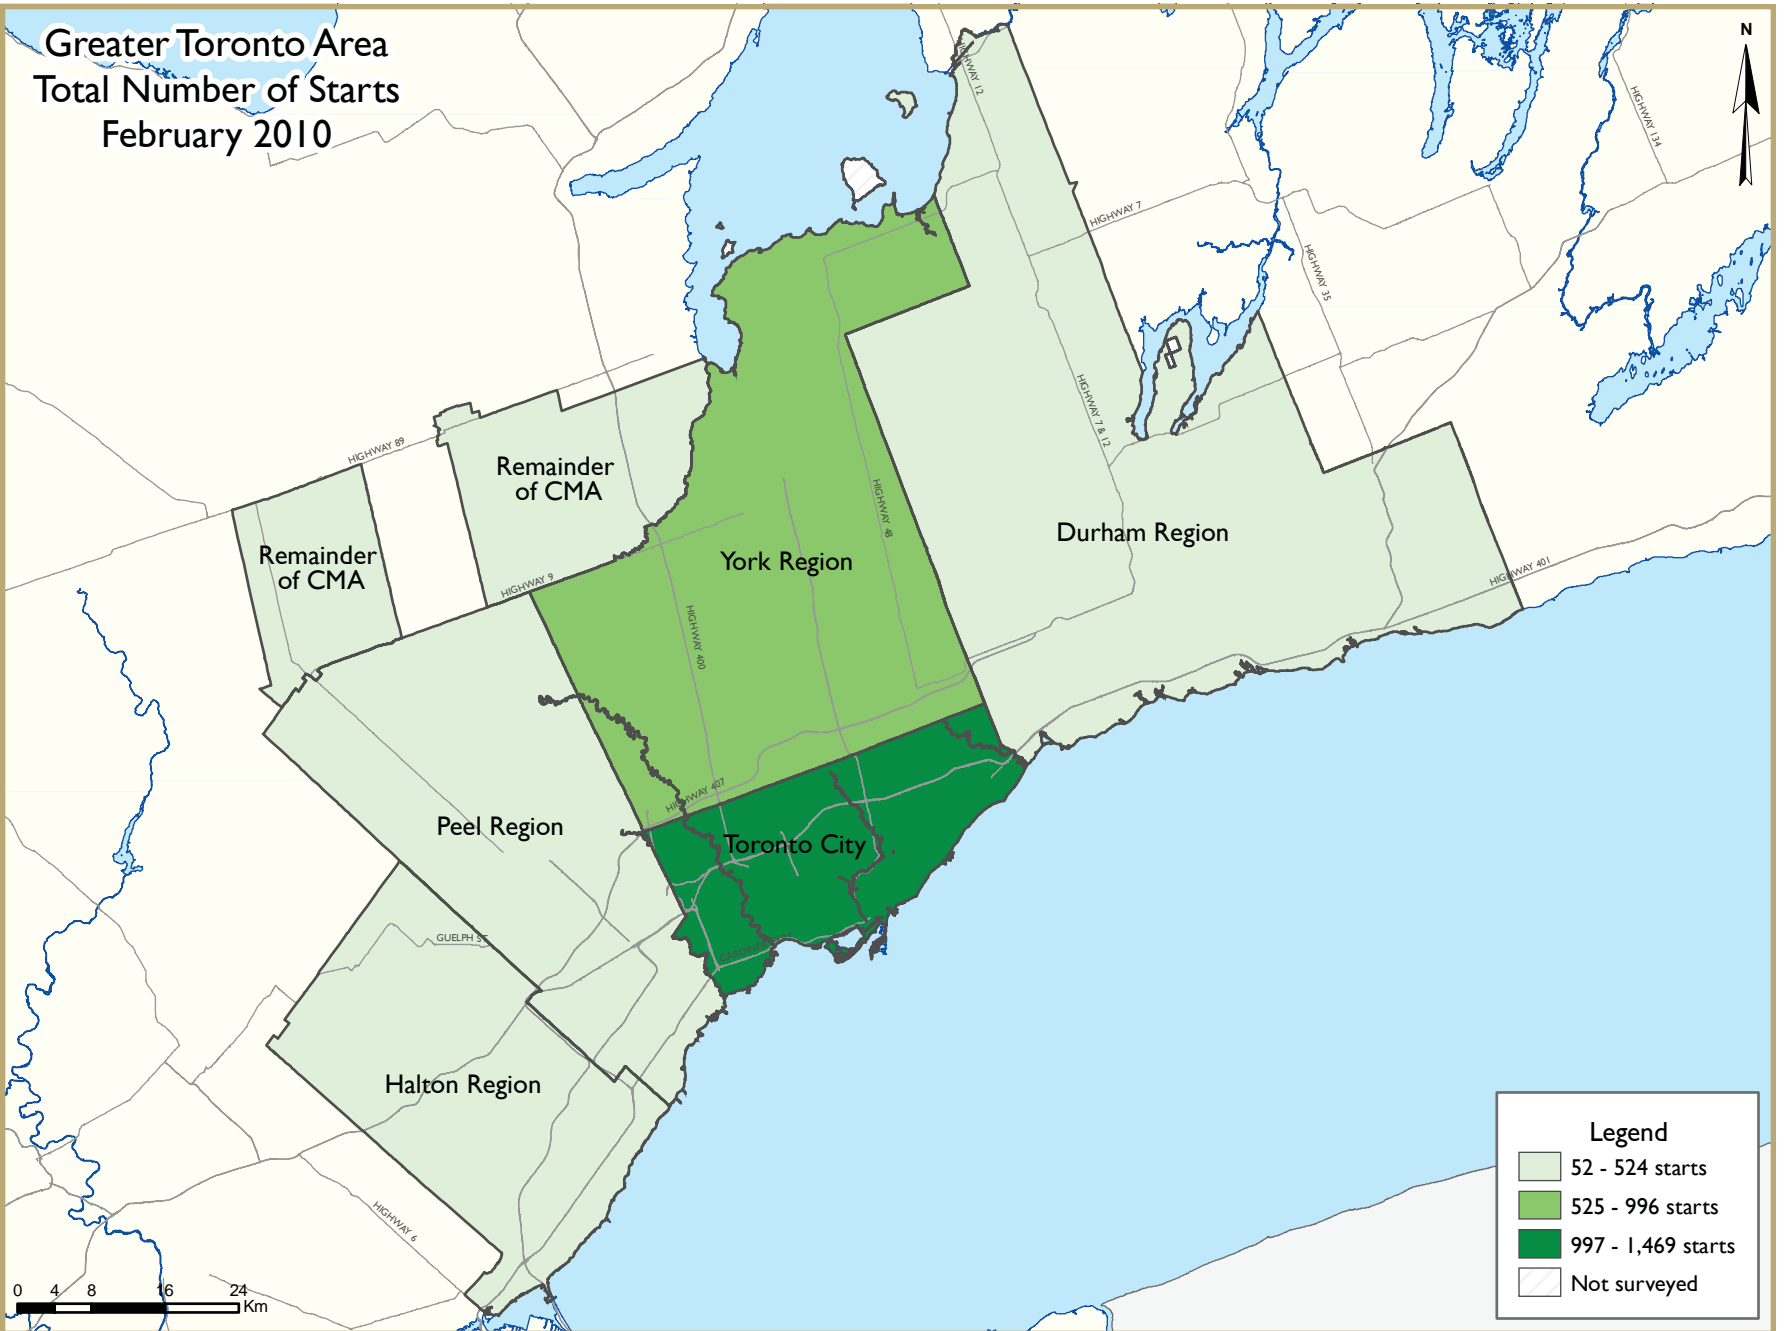 Greater Toronto Area
Total Number of Starts
February 2010
N
HIGHWAY 12
HIGHWAY 134
HIGHWAY 7
HIGHWAY 35
HIGHWAY 7 & 12
HIGHWAY 89
Remainder
of CMA
Remainder
of CMA
HIGHWAY 9
HIGHWAY 48
York Region
Durham Region
HIGHWAY 401
HIGHWAY 400
HIGHWAY 407
Peel Region
Toronto City
GUELPH ST
Halton Region
HIGHWAY 6
Legend
52 - 524 starts
525 - 996 starts
997 - 1,469 starts
Not surveyed
0 4 8 16 24
Km